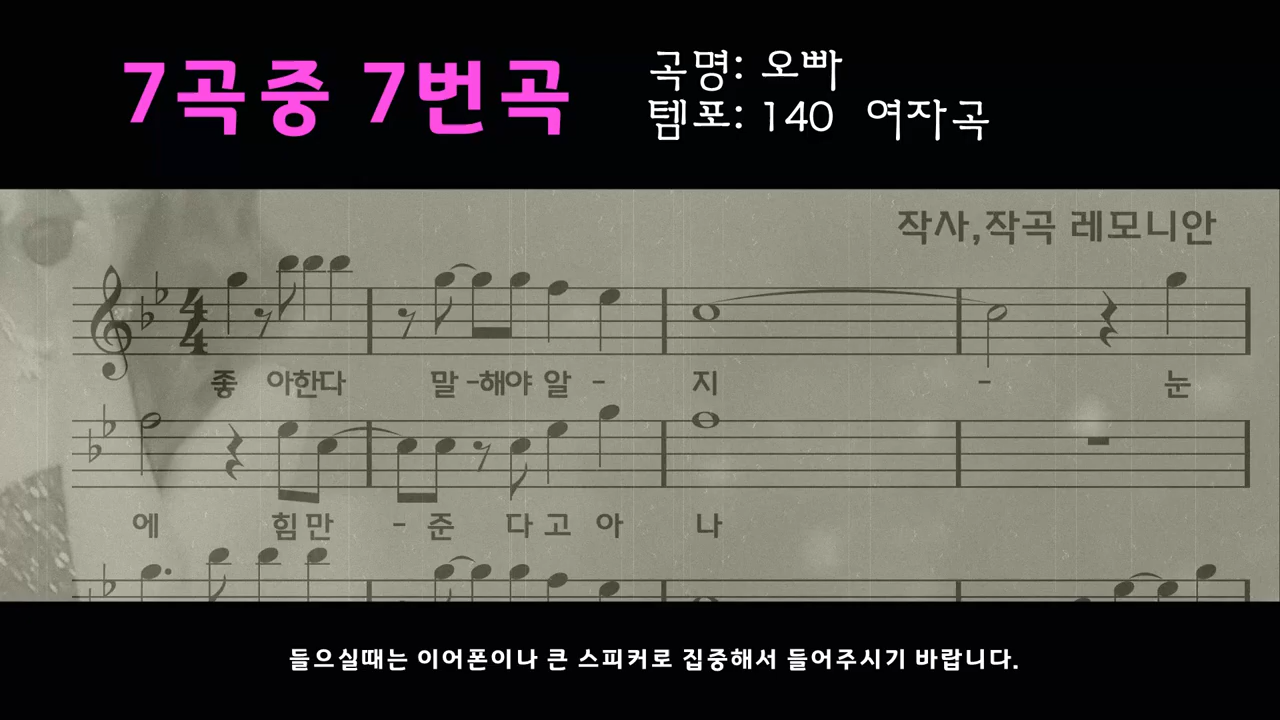 7곡중 7번곡
곡명: 오빠
템포: 140 여자곡
작사,작곡 레모니안
좋 아한다 말 -해야 알 - 지 - 눈
에 힘만 - 준 다고 아 나
들으실때는 이어폰이나 큰 스피커로 집중해서 들어주시기 바랍니다.